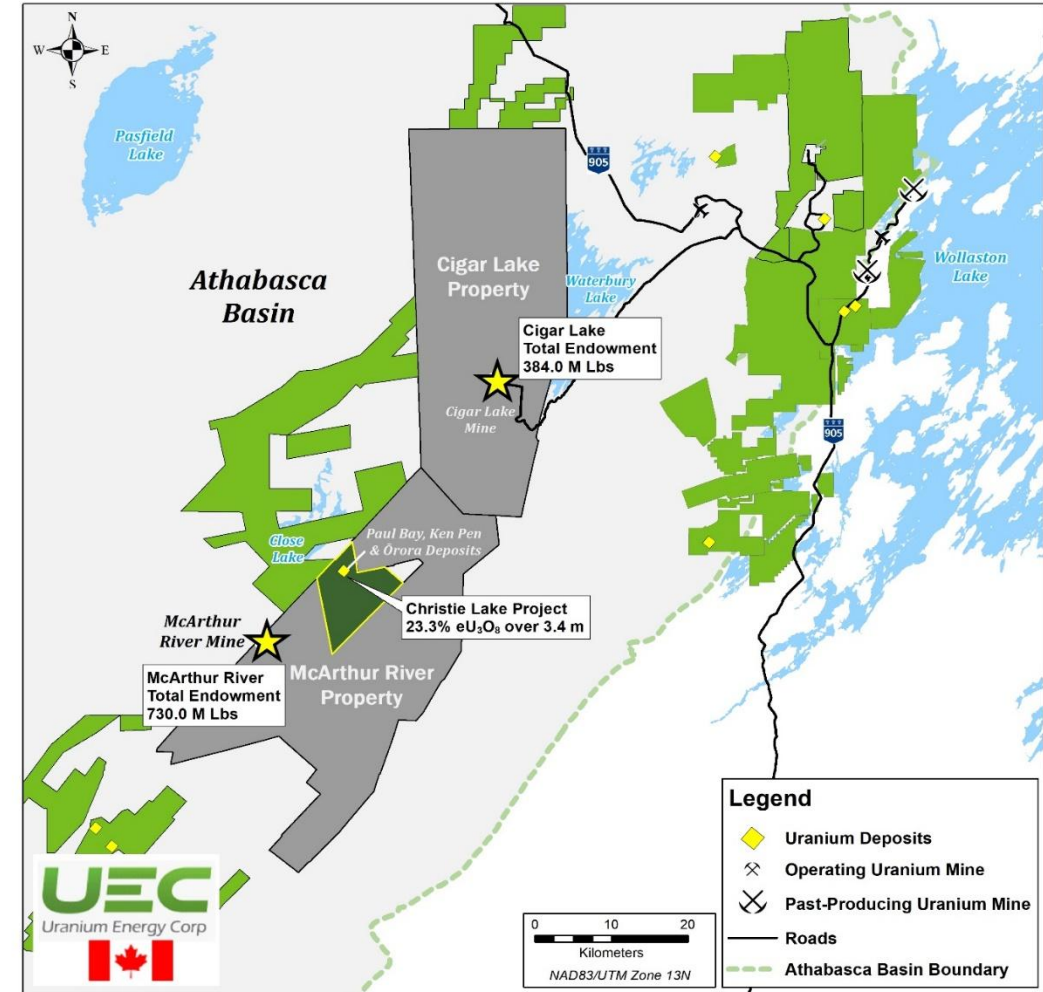 N
W
E
S
Pasfield
Lake
905
Athabasca
Basin
Cigar Lake
Property
Waterbury
Lake
Wollaston
Lake
Cigar Lake
Total Endowment
384.0 M Lbs
Cigar Lake
Mine
905
Paul Bay, Ken Pen
& Ōrora Deposits
Close
Lake
Christie Lake Project
23.3% eU₃O₈ over 3.4 m
McArthur
River Mine
McArthur River
Property
McArthur River
Total Endowment
730.0 M Lbs
Legend
Uranium Deposits
Operating Uranium Mine
Past-Producing Uranium Mine
Roads
Athabasca Basin Boundary
UEC
Uranium Energy Corp
0 10 20
Kilometers
NAD83/UTM Zone 13N